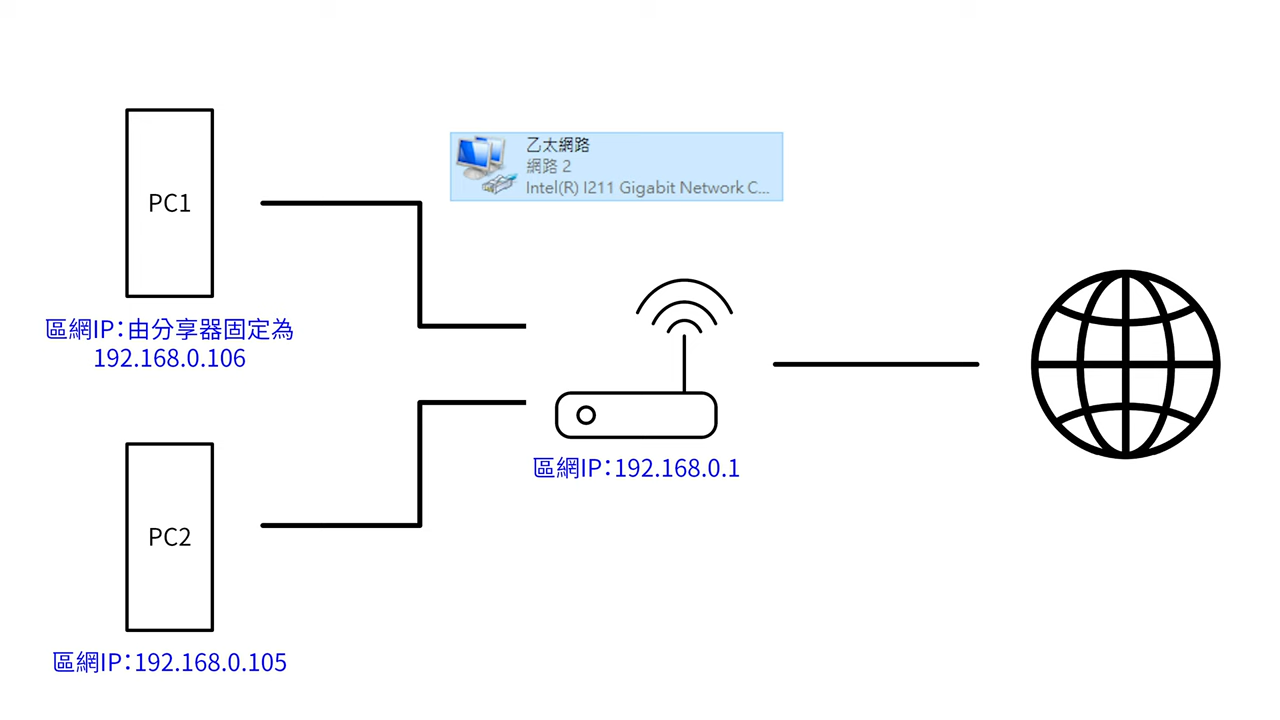 PC1
區網IP：由分享器固定為
192.168.0.106
乙太網路
網路 2
Intel(R) I211 Gigabit Network C...
區網IP：192.168.0.1
PC2
區網IP：192.168.0.105